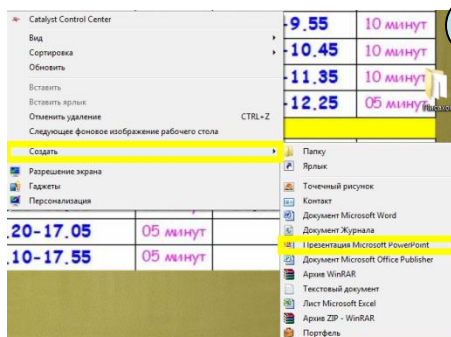 Catalyst Control Center
Вид
Сортировка
Обновить
Вставить
Вставить ярлык
Отменить удаление CTRL+Z
Следующее фоновое изображение рабочего стола
Создать
Разрешение экрана
Гаджеты
Персонализация
-9.55 10 минут
-10.45 10 минут
-11.35 10 минут
-12.25 05 минут
Папку
Ярлык
Точечный рисунок
Контакт
Документ Microsoft Word
Документ Журнала
Презентация Microsoft PowerPoint
Документ Microsoft Office Publisher
Архив WinRAR
Текстовый документ
Лист Microsoft Excel
Архив ZIP - WinRAR
Портфель
.20-17.05 05 минут
.10-17.55 05 минут